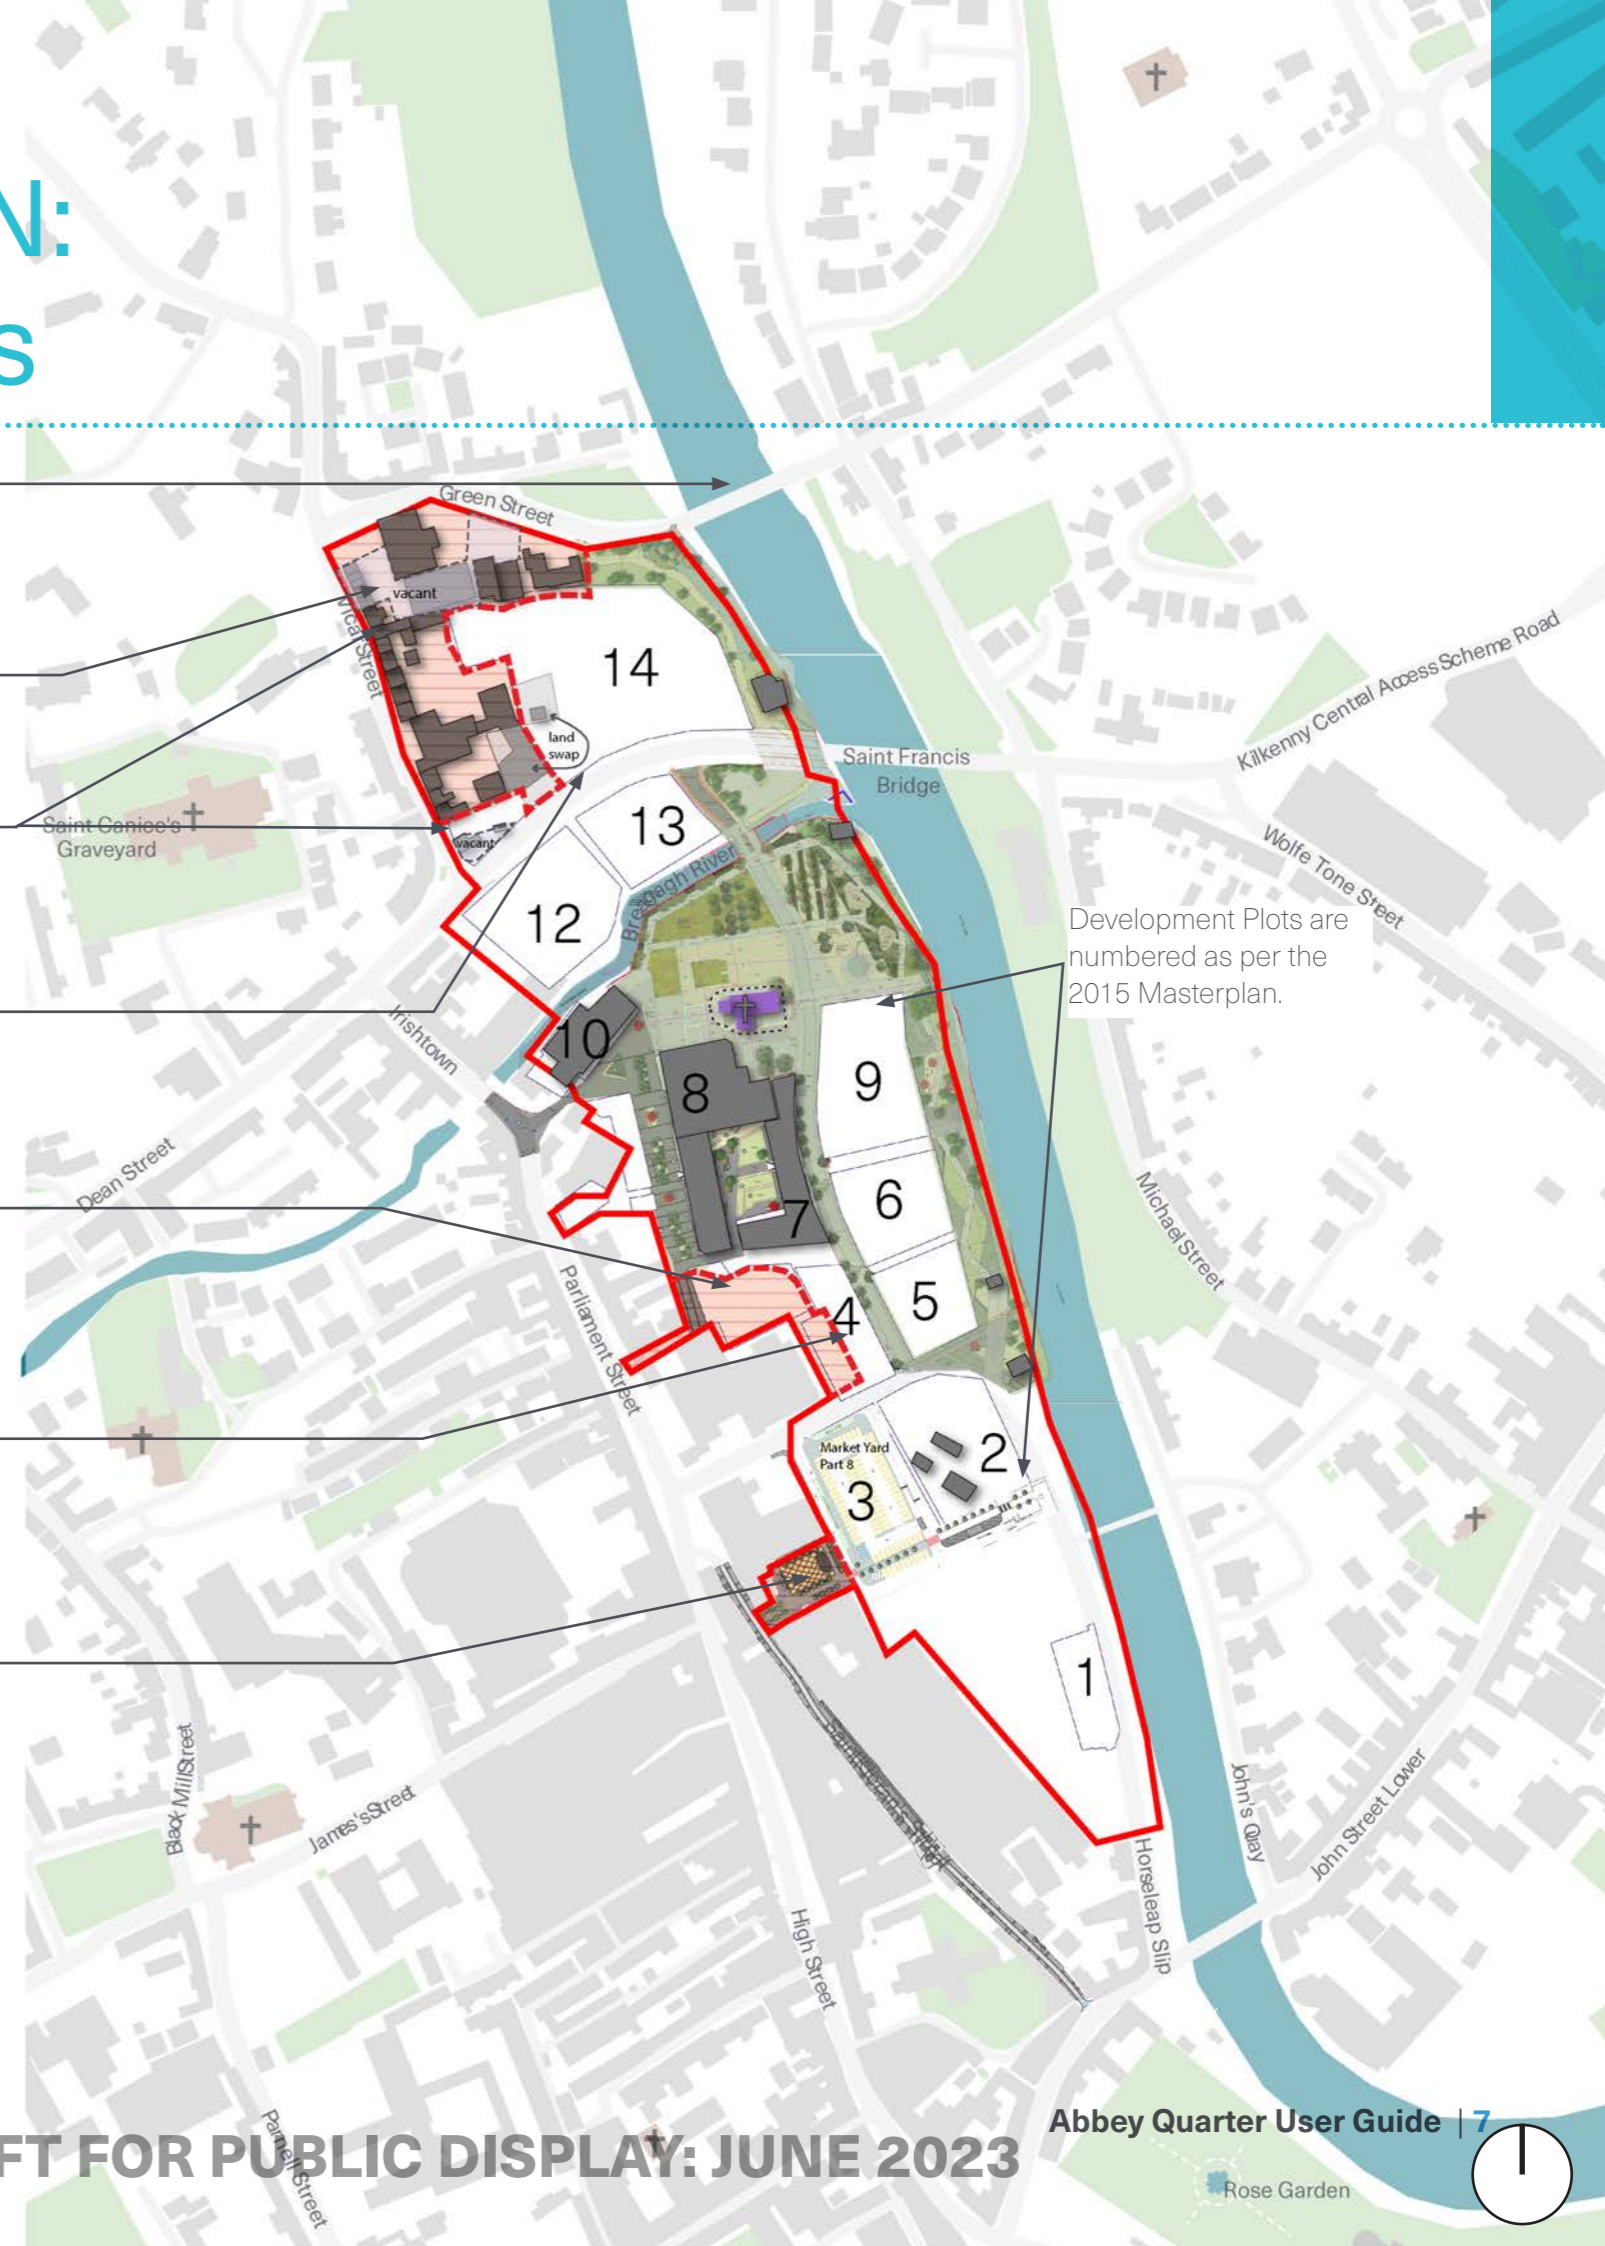 N:
S
Green Street
vacant
Vicar Street
14
land
swap
Saint Francis
Bridge
Kilkenny Central Access Scheme Road
13
Saint Canice's
Graveyard
vacant
Wolfe Tone Street
12
Breagagh River
Development Plots are
numbered as per the
2015 Masterplan.
Irishtown
10
8
9
Dean Street
Michael Street
6
7
Parliament Street
5
4
Market Yard
Part 8
2
3
1
Black Mill Street
James's Street
John's Quay
John Street Lower
Horseleap Slip
High Street
Parnell Street
Abbey Quarter User Guide | 7
FT FOR PUBLIC DISPLAY: JUNE 2023
Rose Garden